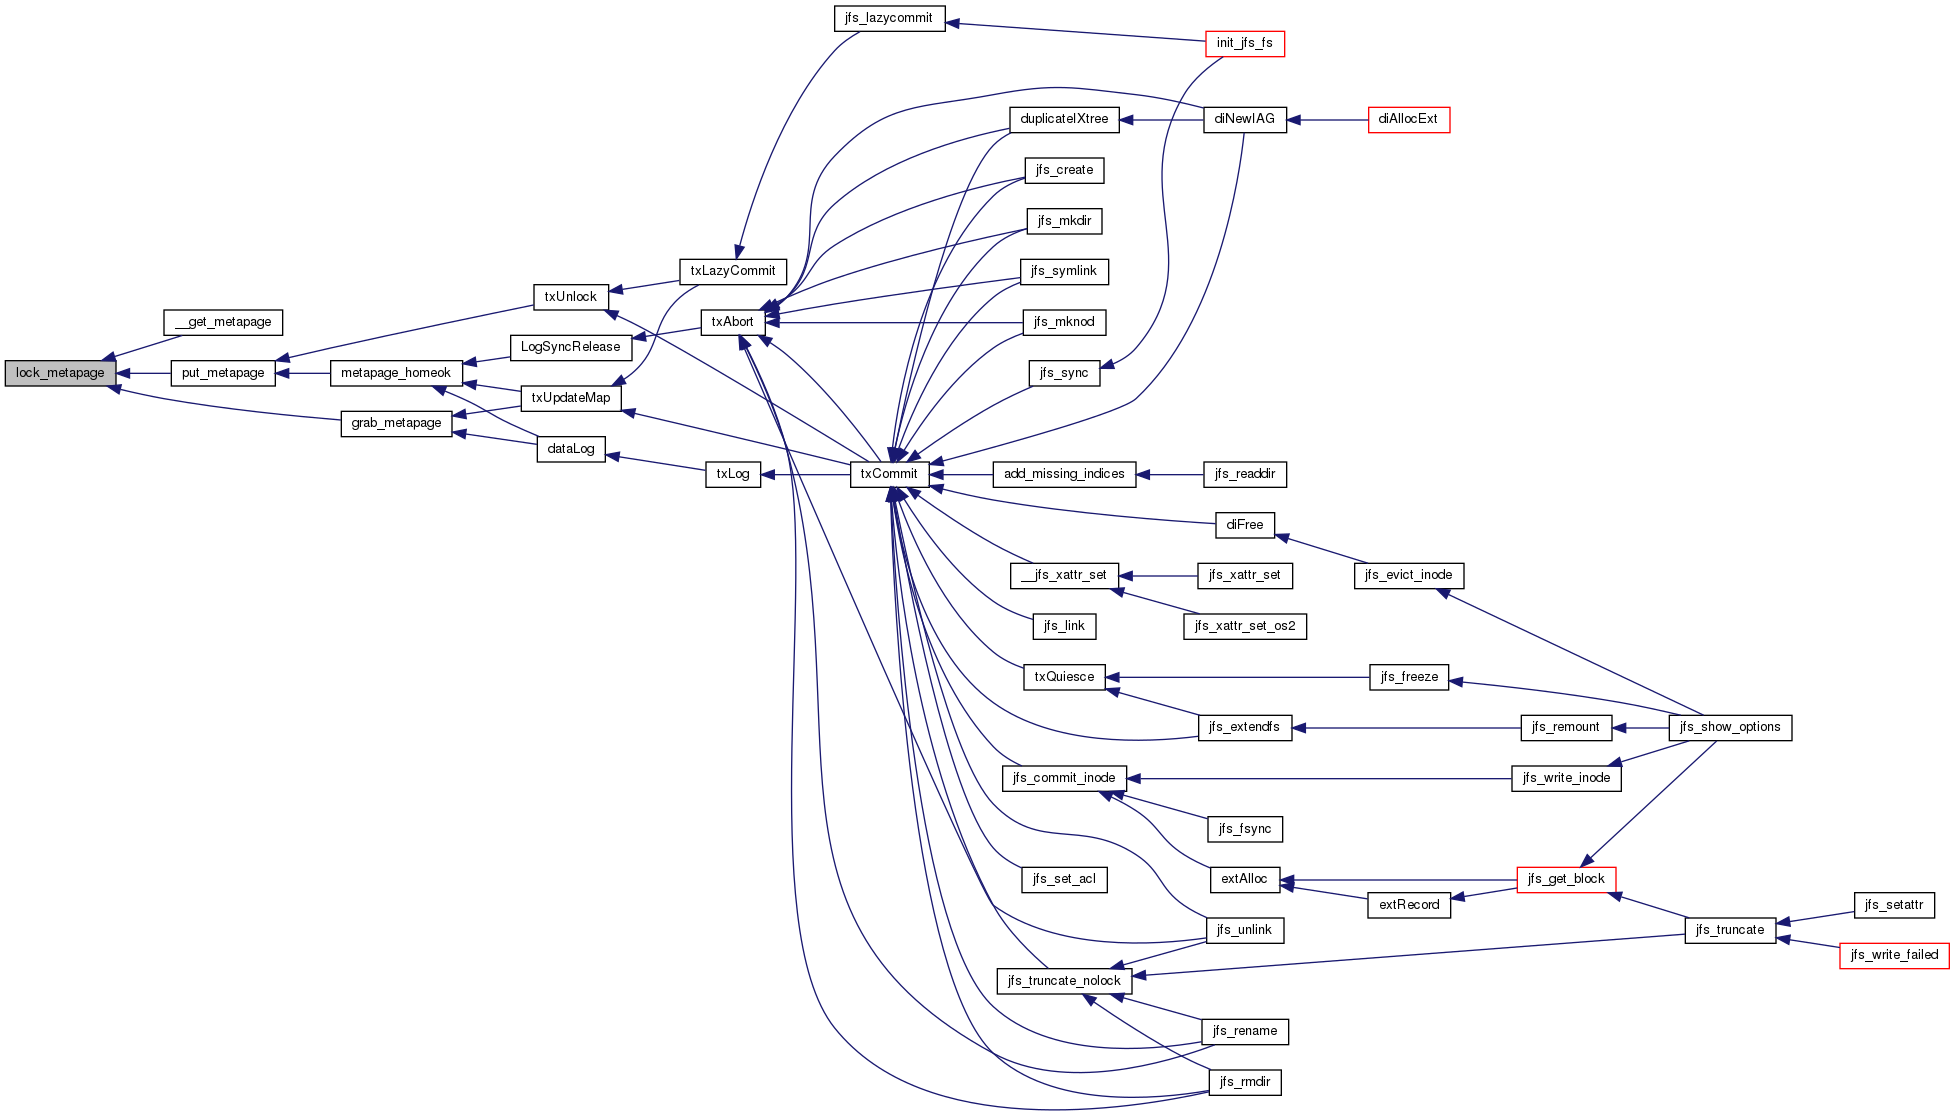 jfs_lazycommit
init_jfs_fs
duplicateIXtree
diNewIAG
diAllocExt
jfs_create
jfs_mkdir
jfs_symlink
txLazyCommit
txUnlock
__get_metapage
txAbort
jfs_mknod
LogSyncRelease
lock_metapage
put_metapage
metapage_homeok
jfs_sync
txUpdateMap
grab_metapage
dataLog
txLog
txCommit
add_missing_indices
jfs_readdir
diFree
__jfs_xattr_set
jfs_xattr_set
jfs_evict_inode
jfs_link
jfs_xattr_set_os2
txQuiesce
jfs_freeze
jfs_extendfs
jfs_remount
jfs_show_options
jfs_commit_inode
jfs_write_inode
jfs_fsync
jfs_set_acl
extAlloc
jfs_get_block
extRecord
jfs_setattr
jfs_unlink
jfs_truncate
jfs_write_failed
jfs_truncate_nolock
jfs_rename
jfs_rmdir